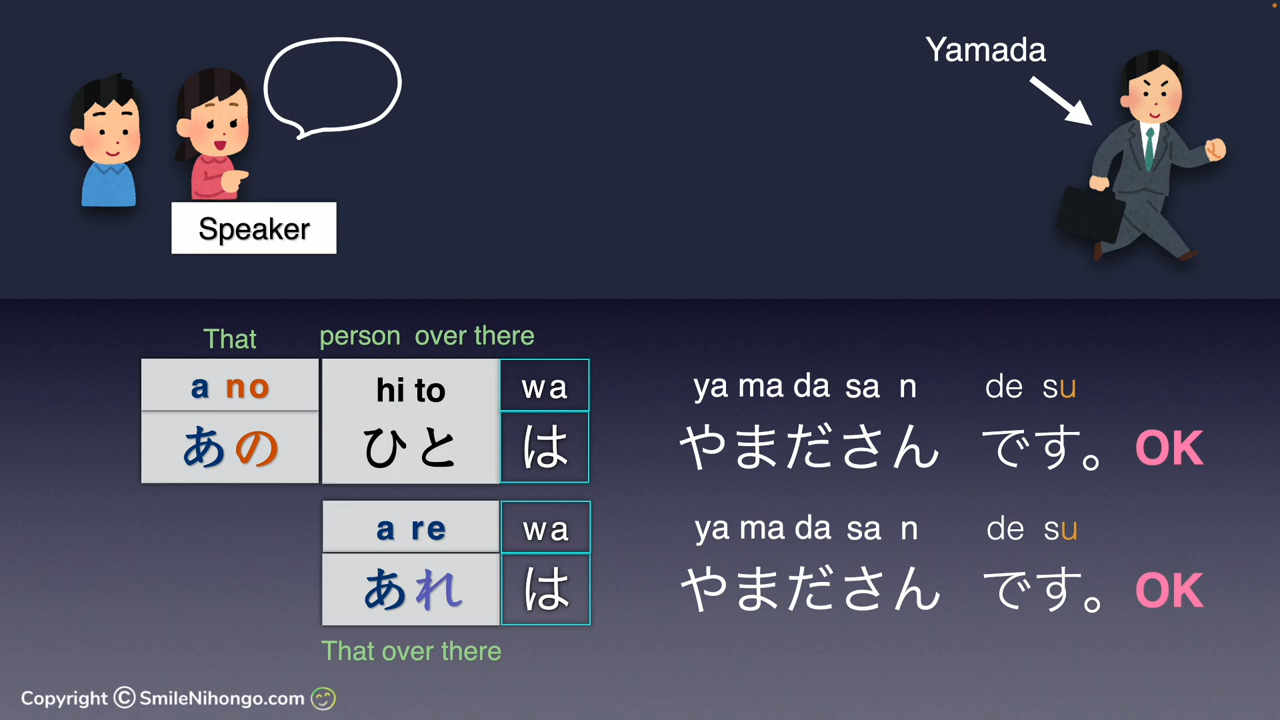 Yamada
Speaker
That person over there
a no hi to wa ya ma da sa n de su
あの ひと は やまださん です。 OK
a re wa ya ma da sa n de su
あれ は やまださん です。 OK
That over there
Copyright © SmileNihongo.com